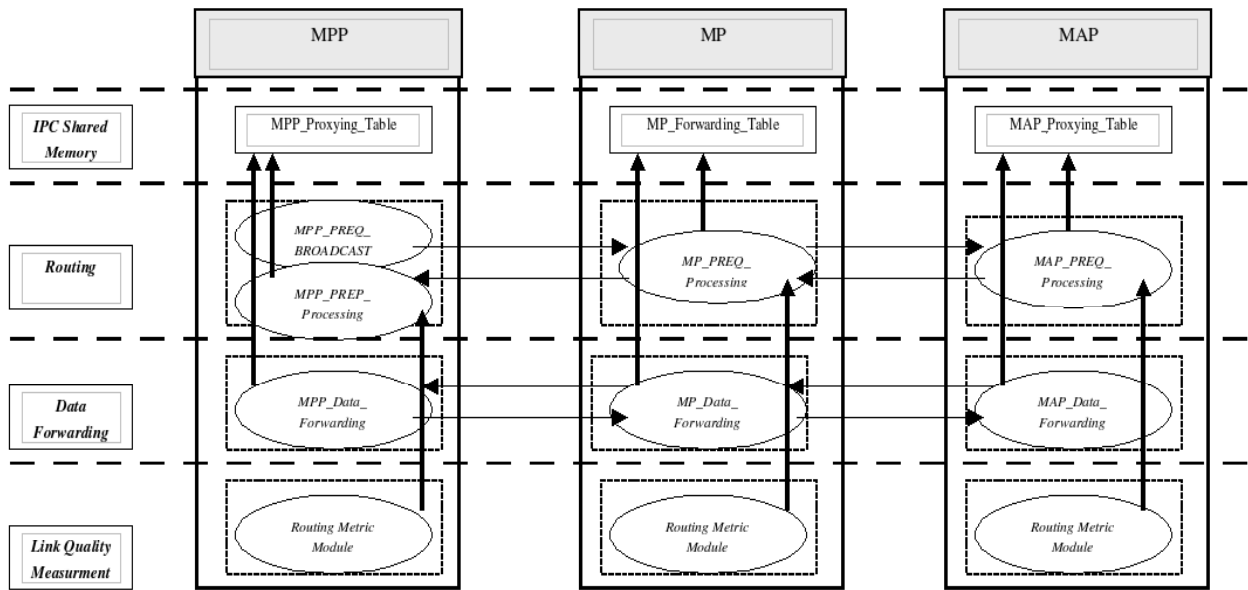 MPP
MP
MAP
IPC Shared
Memory
MPP_Proxying_Table
MP_Forwarding_Table
MAP_Proxying_Table
Routing
MPP_PREQ_
BROADCAST
MPP_PREP_
Processing
MP_PREQ_
Processing
MAP_PREQ_
Processing
Data
Forwarding
MPP_Data_
Forwarding
MP_Data_
Forwarding
MAP_Data_
Forwarding
Link Quality
Measurment
Routing Metric
Module
Routing Metric
Module
Routing Metric
Module